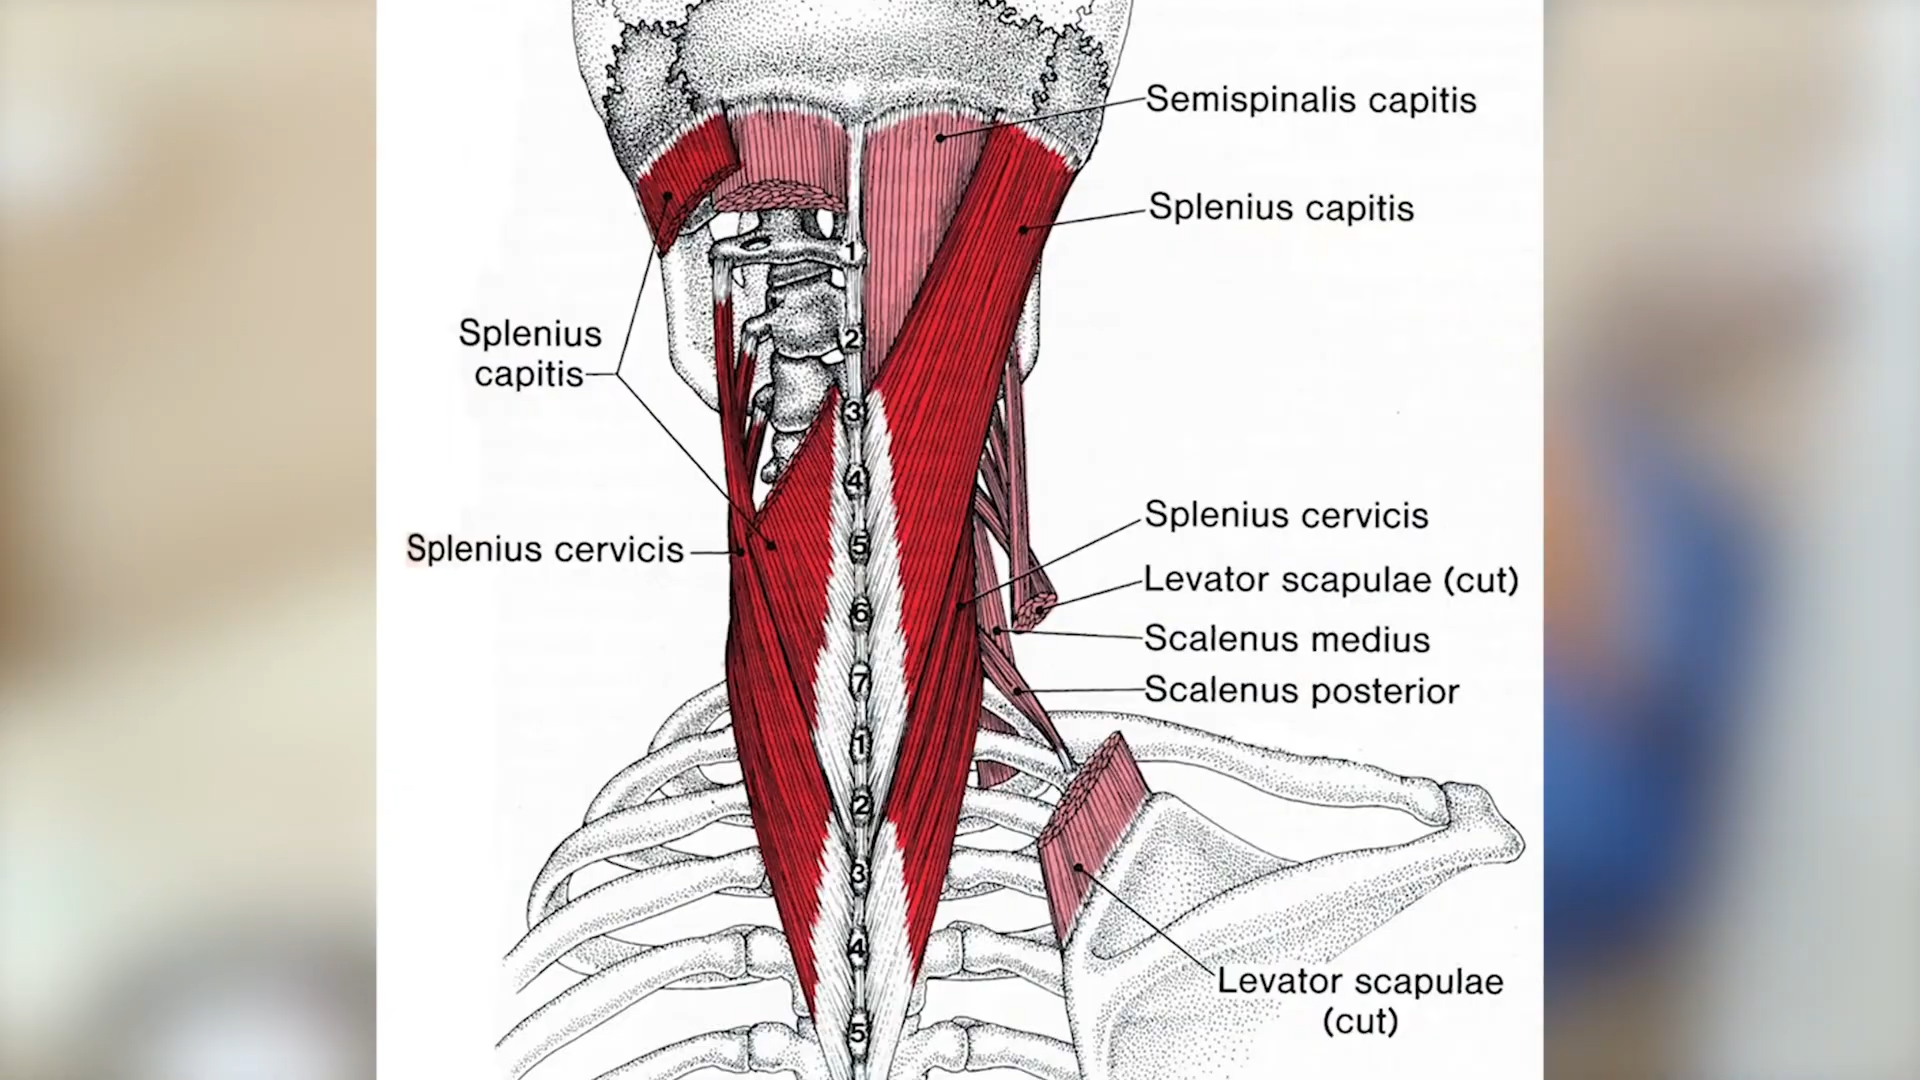 Semispinalis capitis
Splenius capitis
Splenius
capitis
Splenius cervicis
Splenius cervicis
Levator scapulae (cut)
Scalenus medius
Scalenus posterior
Levator scapulae
(cut)
1
2
3
4
5
6
7
1
2
3
4
5